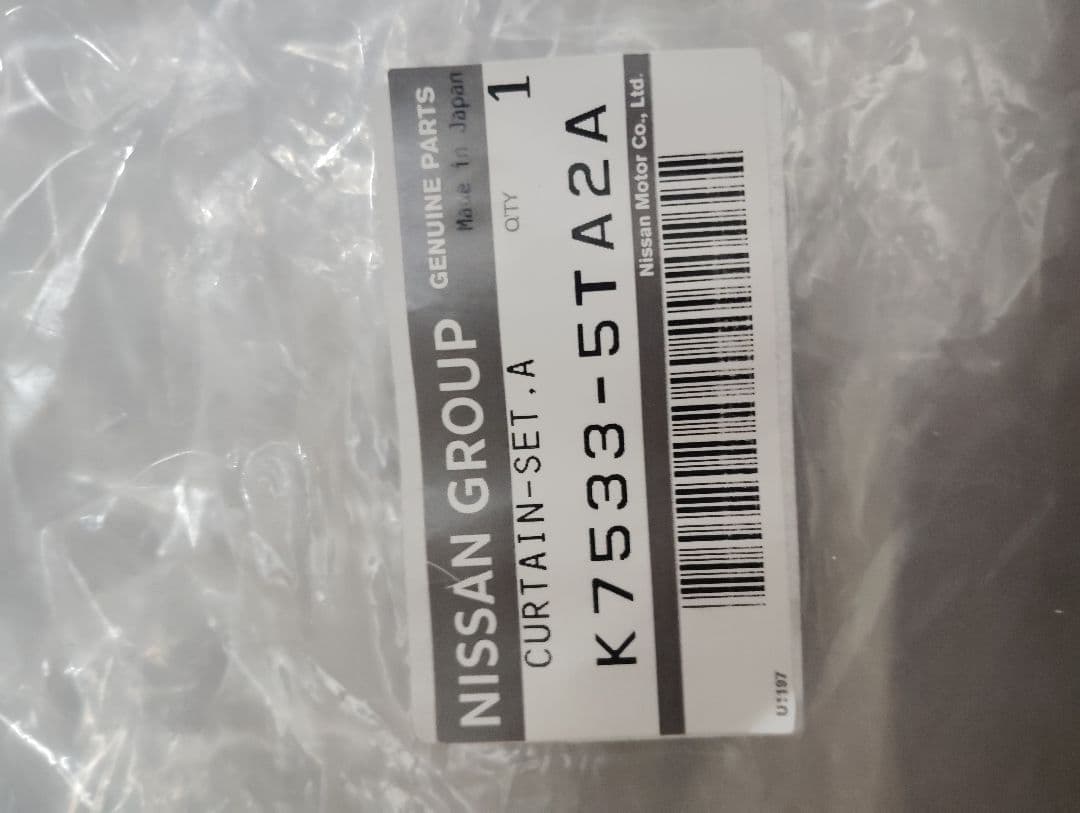 NISSAN GROUP GENUINE PARTS
Made in Japan
CURTAIN-SET,A QTY 1
K7533-5TA2A
Nissan Motor Co., Ltd.
U1197